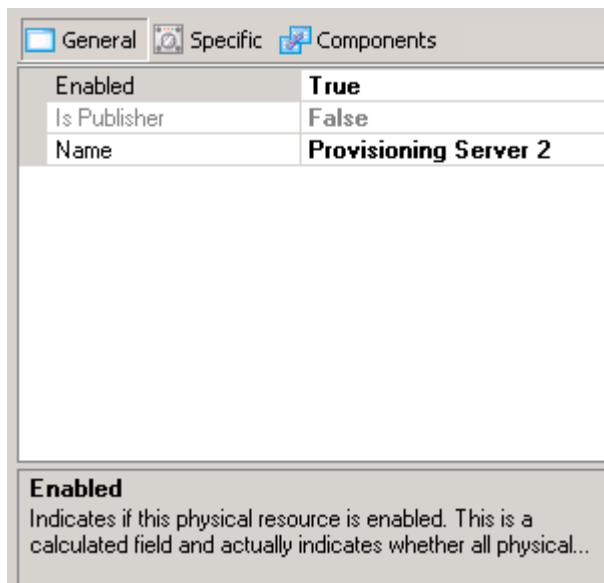 General Specific Components
Enabled True
Is Publisher False
Name Provisioning Server 2
Enabled
Indicates if this physical resource is enabled. This is a
calculated field and actually indicates whether all physical...